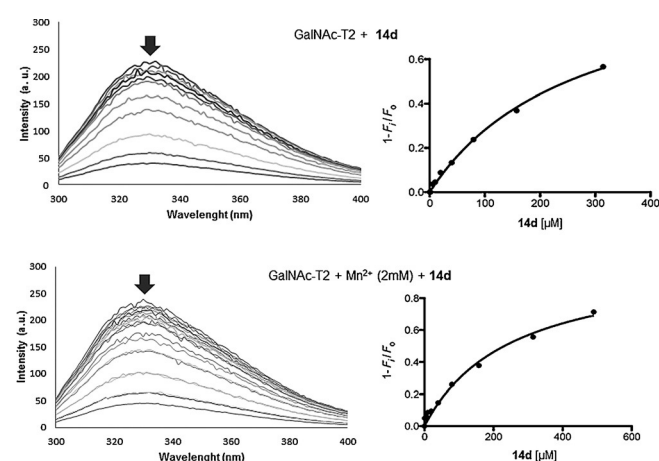 GalNAc-T2 + 14d
300
250
200
150
100
50
0
Intensity (a. u.)
300 320 340 360 380 400
Wavelenght (nm)
0.6
0.4
0.2
0.0
1-Fi / Fo
0 100 200 300 400
14d [µM]
GalNAc-T2 + Mn2+ (2mM) + 14d
300
250
200
150
100
50
0
Intensity (a. u.)
300 320 340 360 380 400
Wavelenght (nm)
0.8
0.6
0.4
0.2
0.0
1-Fi / Fo
0 200 400 600
14d [µM]